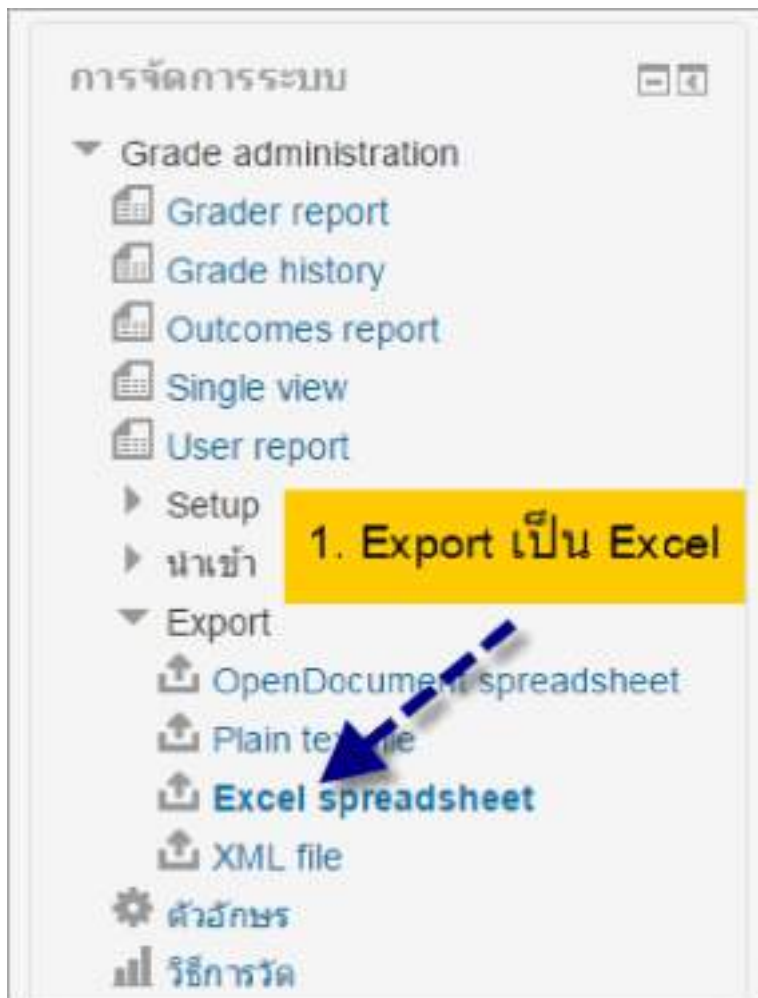 การจัดการระบบ
Grade administration
Grader report
Grade history
Outcomes report
Single view
User report
Setup
1. Export เป็น Excel
นำเข้า
Export
OpenDocument spreadsheet
Plain text file
Excel spreadsheet
XML file
ตัวอักษร
วิธีการวัด